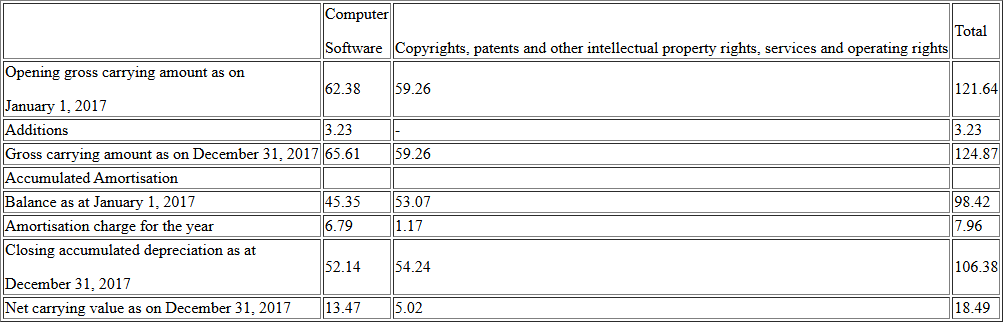 Computer
Software
Copyrights, patents and other intellectual property rights, services and operating rights
Total
Opening gross carrying amount as on
January 1, 2017
62.38
59.26
121.64
Additions
3.23
-
3.23
Gross carrying amount as on December 31, 2017
65.61
59.26
124.87
Accumulated Amortisation
Balance as at January 1, 2017
45.35
53.07
98.42
Amortisation charge for the year
6.79
1.17
7.96
Closing accumulated depreciation as at
December 31, 2017
52.14
54.24
106.38
Net carrying value as on December 31, 2017
13.47
5.02
18.49